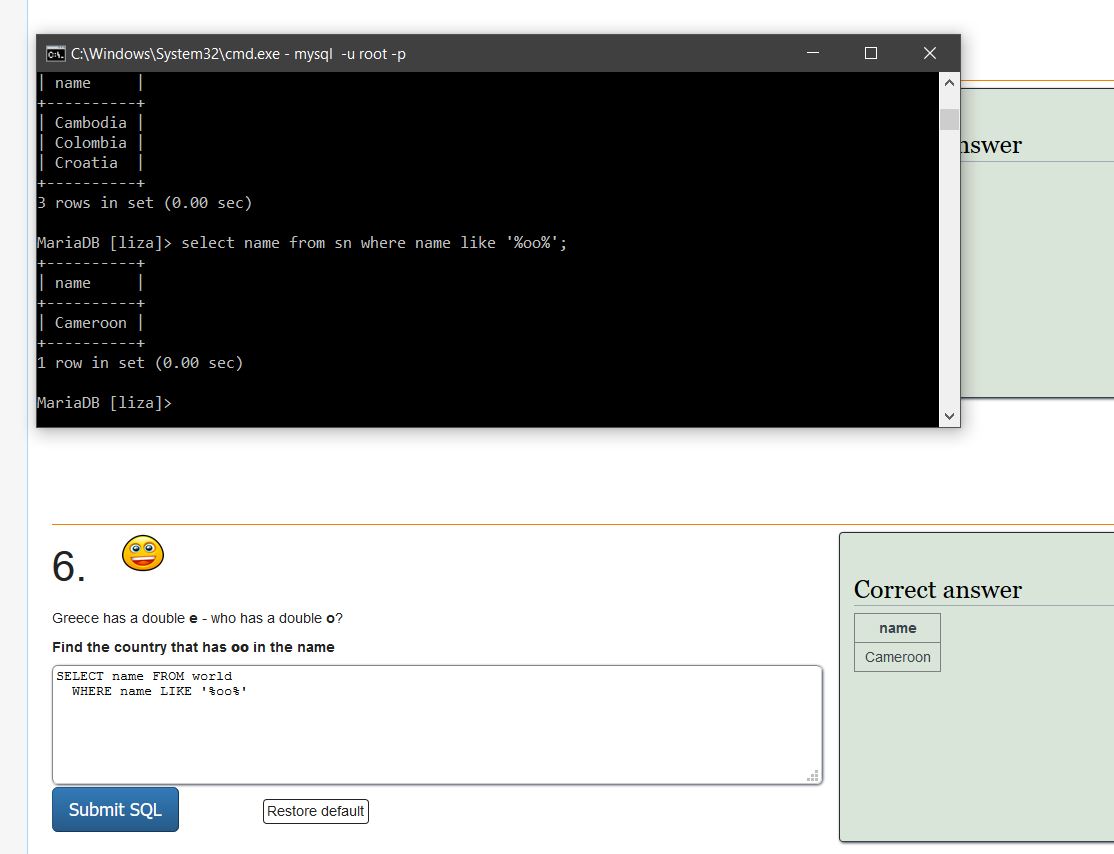 C:\Windows\System32\cmd.exe - mysql  -u root -p
| name     |
+----------+
| Cambodia |
| Colombia |
| Croatia  |
+----------+
3 rows in set (0.00 sec)
MariaDB [liza]> select name from sn where name like '%oo%';
+----------+
| name     |
+----------+
| Cameroon |
+----------+
1 row in set (0.00 sec)
MariaDB [liza]>
nswer
6.
Greece has a double e - who has a double o?
Find the country that has oo in the name
SELECT name FROM world
  WHERE name LIKE '%oo%'
Submit SQL
Restore default
Correct answer
name
Cameroon